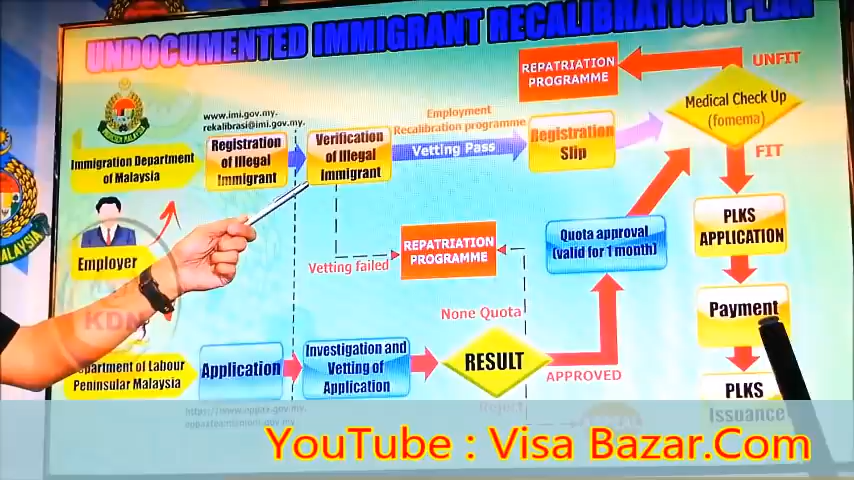 UNDOCUMENTED IMMIGRANT RECALIBRATION PLAN
REPATRIATION
PROGRAMME
UNFIT
Medical Check Up
(fomema)
FIT
www.imi.gov.my.
rekalibrasi@imi.gov.my.
Immigration Department
of Malaysia
Registration
of Illegal
Immigrant
Verification
of Illegal
Immigrant
Employment
Recalibration programme
Vetting Pass
Registration
Slip
Employer
KDN
Vetting failed
REPATRIATION
PROGRAMME
Quota approval
(valid for 1 month)
PLKS
APPLICATION
Payment
PLKS
Issuance
None Quota
Department of Labour
Peninsular Malaysia
Application
Investigation and
Vetting of
Application
RESULT
APPROVED
Reject
MALAYSIA
YouTube : Visa Bazar.Com